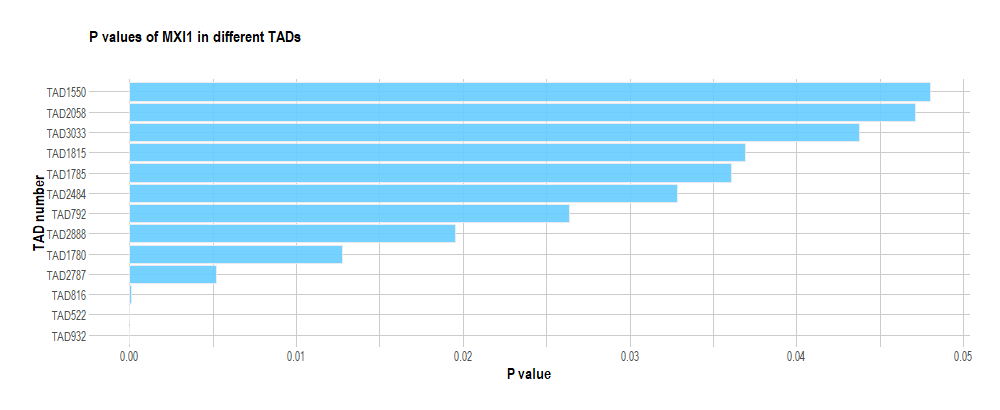 P values of MXI1 in different TADs
TAD number
TAD1550
TAD2058
TAD3033
TAD1815
TAD1785
TAD2484
TAD792
TAD2888
TAD1780
TAD2787
TAD816
TAD522
TAD932
0.00 0.01 0.02 0.03 0.04 0.05
P value